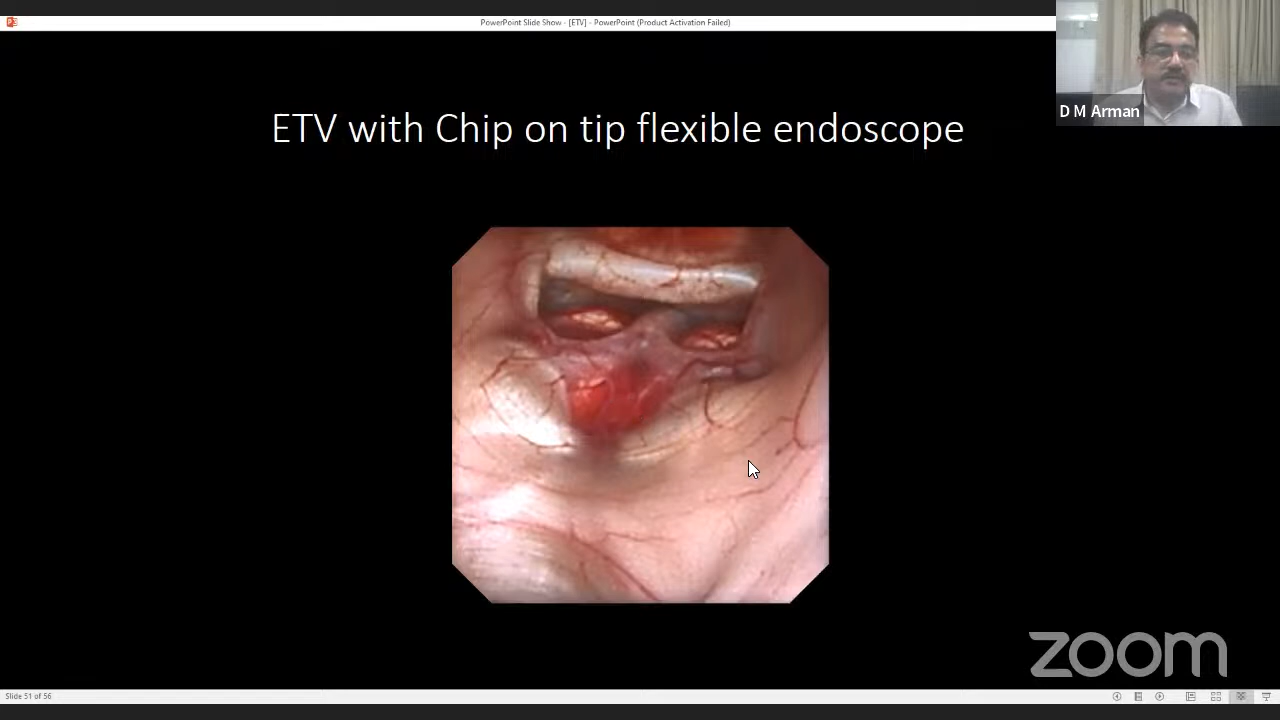 PowerPoint Slide Show - [ETV] - PowerPoint (Product Activation Failed)
D M Arman
ETV with Chip on tip flexible endoscope
zoom
Slide 51 of 56